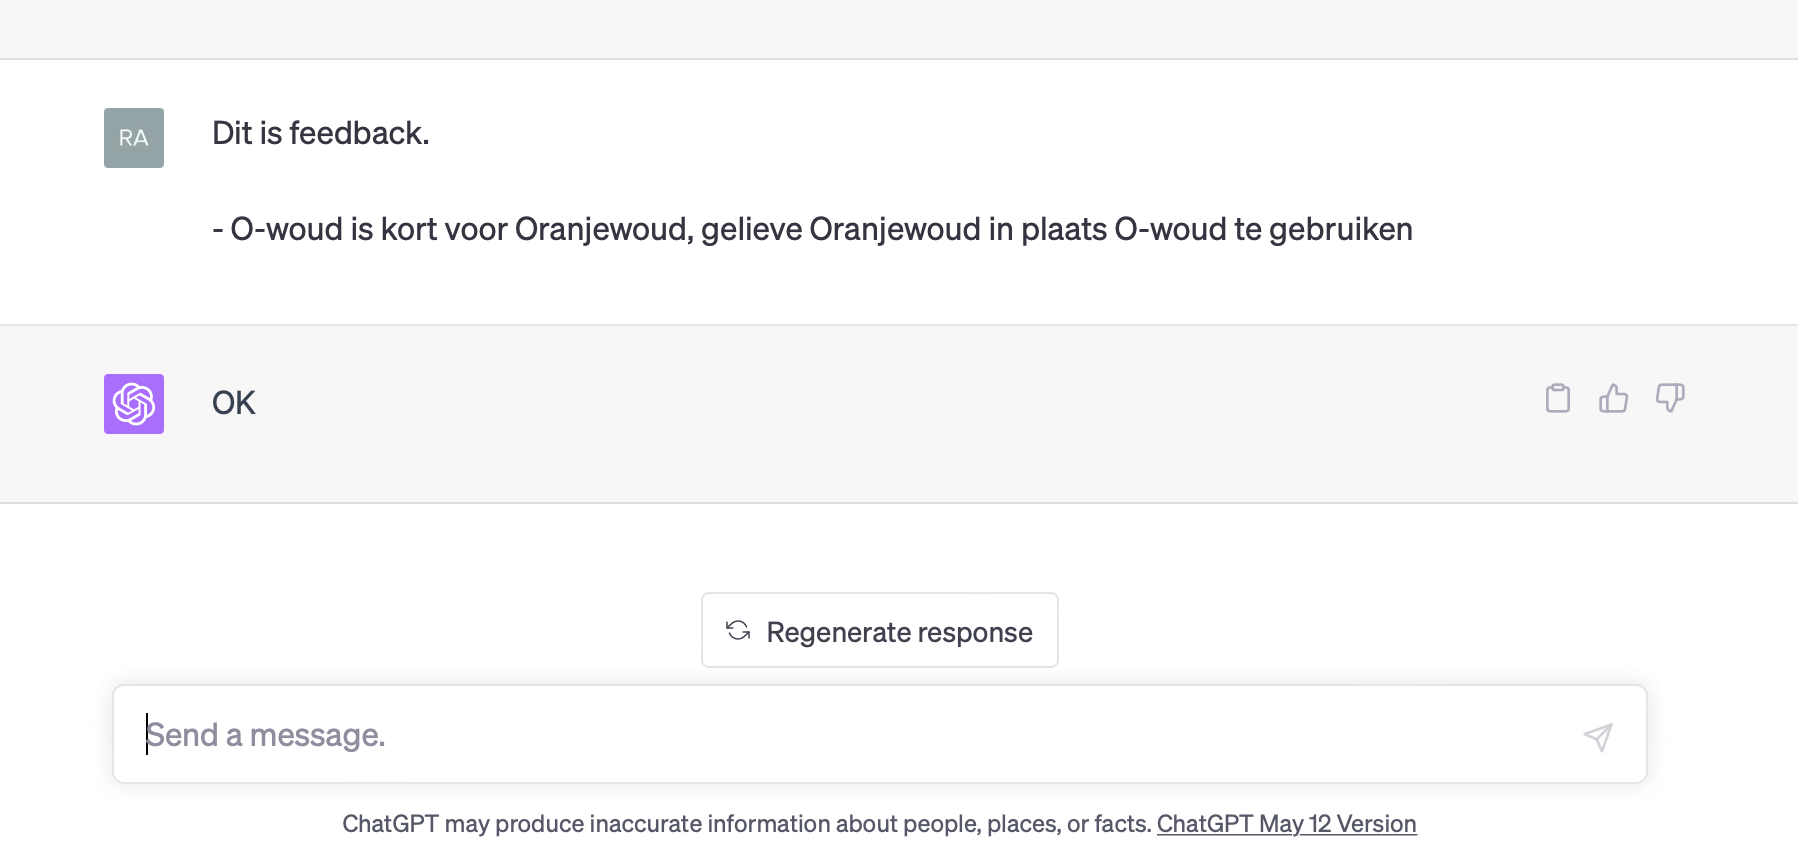 RA
Dit is feedback.
- O-woud is kort voor Oranjewoud, gelieve Oranjewoud in plaats O-woud te gebruiken
OK
Regenerate response
Send a message.
ChatGPT may produce inaccurate information about people, places, or facts. ChatGPT May 12 Version